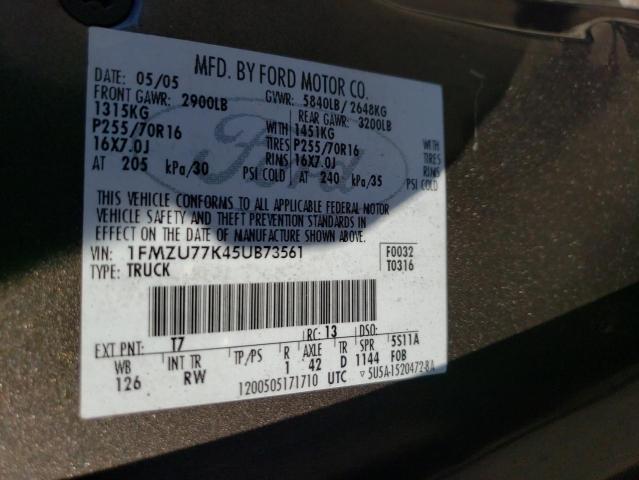 MFD. BY FORD MOTOR CO.
DATE: 05/05 GVWR: 5840LB/ 2648KG
FRONT GAWR: 2900LB REAR GAWR: 3200LB
1315KG WITH 1451KG WITH
P255/70R16 TIRES P255/70R16 TIRES
16X7.0J RIMS 16X7.0J RIMS
AT 205 kPa/30 PSI COLD AT 240 kPa/35 PSI COLD
Ford
THIS VEHICLE CONFORMS TO ALL APPLICABLE FEDERAL MOTOR
VEHICLE SAFETY AND THEFT PREVENTION STANDARDS IN
EFFECT ON THE DATE OF MANUFACTURE SHOWN ABOVE.
VIN: 1FMZU77K45UB73561 F0032
TYPE: TRUCK T0316
EXT PNT: T7 RC: 13 DSO:
WB INT TR TP/PS R AXLE TR SPR 5S11A
126 RW 1 42 D 1144 FOB
1200505171710 UTC ▽5U5A-1520472-BA